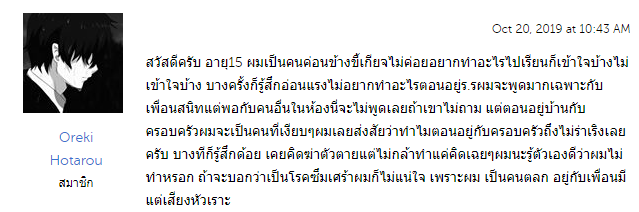 Oct 20, 2019 at 10:43 AM
สวัสดีครับ อายุ15 ผมเป็นคนค่อนข้างขี้เกียจไม่ค่อยอยากทำอะไรไปเรียนก็เข้าใจบ้างไม่
เข้าใจบ้าง บางครั้งก็รู้สึกอ่อนแรงไม่อยากทำอะไรตอนอยู่ร.รผมจะพูดมากเฉพาะกับ
เพื่อนสนิทแต่พอกับคนอื่นในห้องนี่จะไม่พูดเลยถ้าเขาไม่ถาม แต่ตอนอยู่บ้านกับ
ครอบครัวผมจะเป็นคนที่เงียบๆผมเลยส่งสัยว่าทำไมตอนอยู่กับครอบครัวถึงไม่ร่าเริงเลย
ครับ บางทีก็รู้สึกด้อย เคยคิดฆ่าตัวตายแต่ไม่กล้าทำแค่คิดเฉยๆผมนะรู้ตัวเองดีว่าผมไม่
ทำหรอก ถ้าจะบอกว่าเป็นโรคซึ่มเศร้าผมก็ไม่แน่ใจ เพราะผม เป็นคนตลก อยู่กับเพื่อนมี
แต่เสียงหัวเราะ
Oreki
Hotarou
สมาชิก